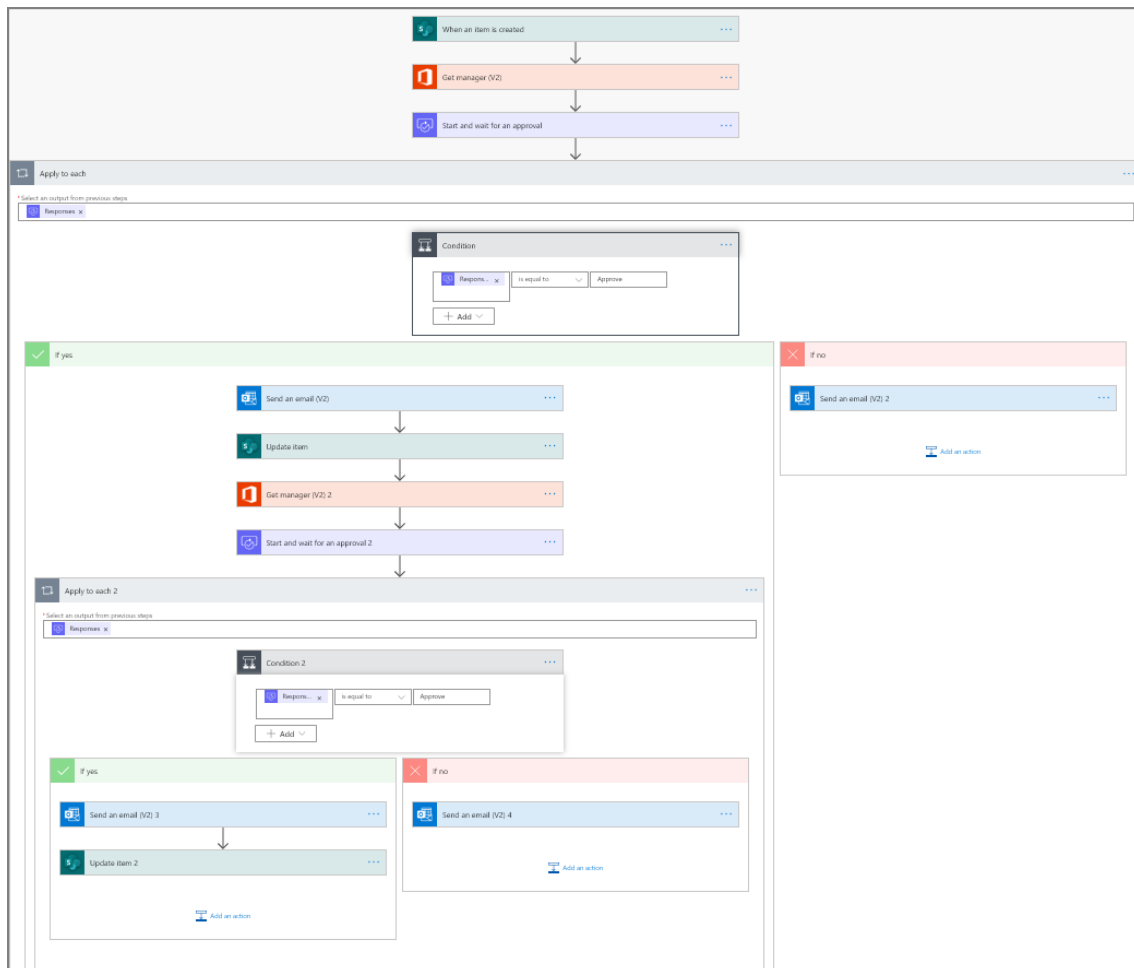 When an item is created
Get manager (V2)
Start and wait for an approval
Apply to each
*Select an output from previous steps
Responses x
Condition
Respons... x is equal to Approve
+ Add
If yes
If no
Send an email (V2)
Send an email (V2) 2
Update item
Add an action
Get manager (V2) 2
Start and wait for an approval 2
Apply to each 2
*Select an output from previous steps
Responses x
Condition 2
Respons... x is equal to Approve
+ Add
If yes
If no
Send an email (V2) 3
Send an email (V2) 4
Update item 2
Add an action
Add an action